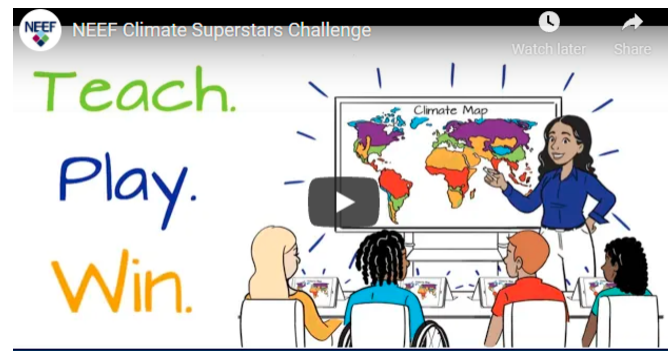 NEEF
NEEF Climate Superstars Challenge
Watch later
Share
Teach.
Climate Map
Play.
Win.